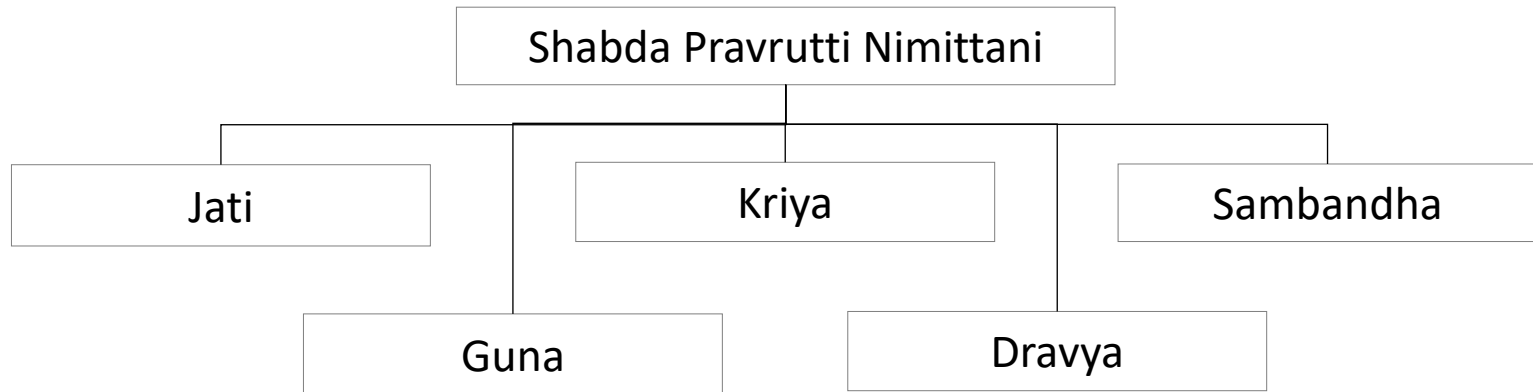 Shabda Pravrutti Nimittani
Jati
Kriya
Sambandha
Guna
Dravya